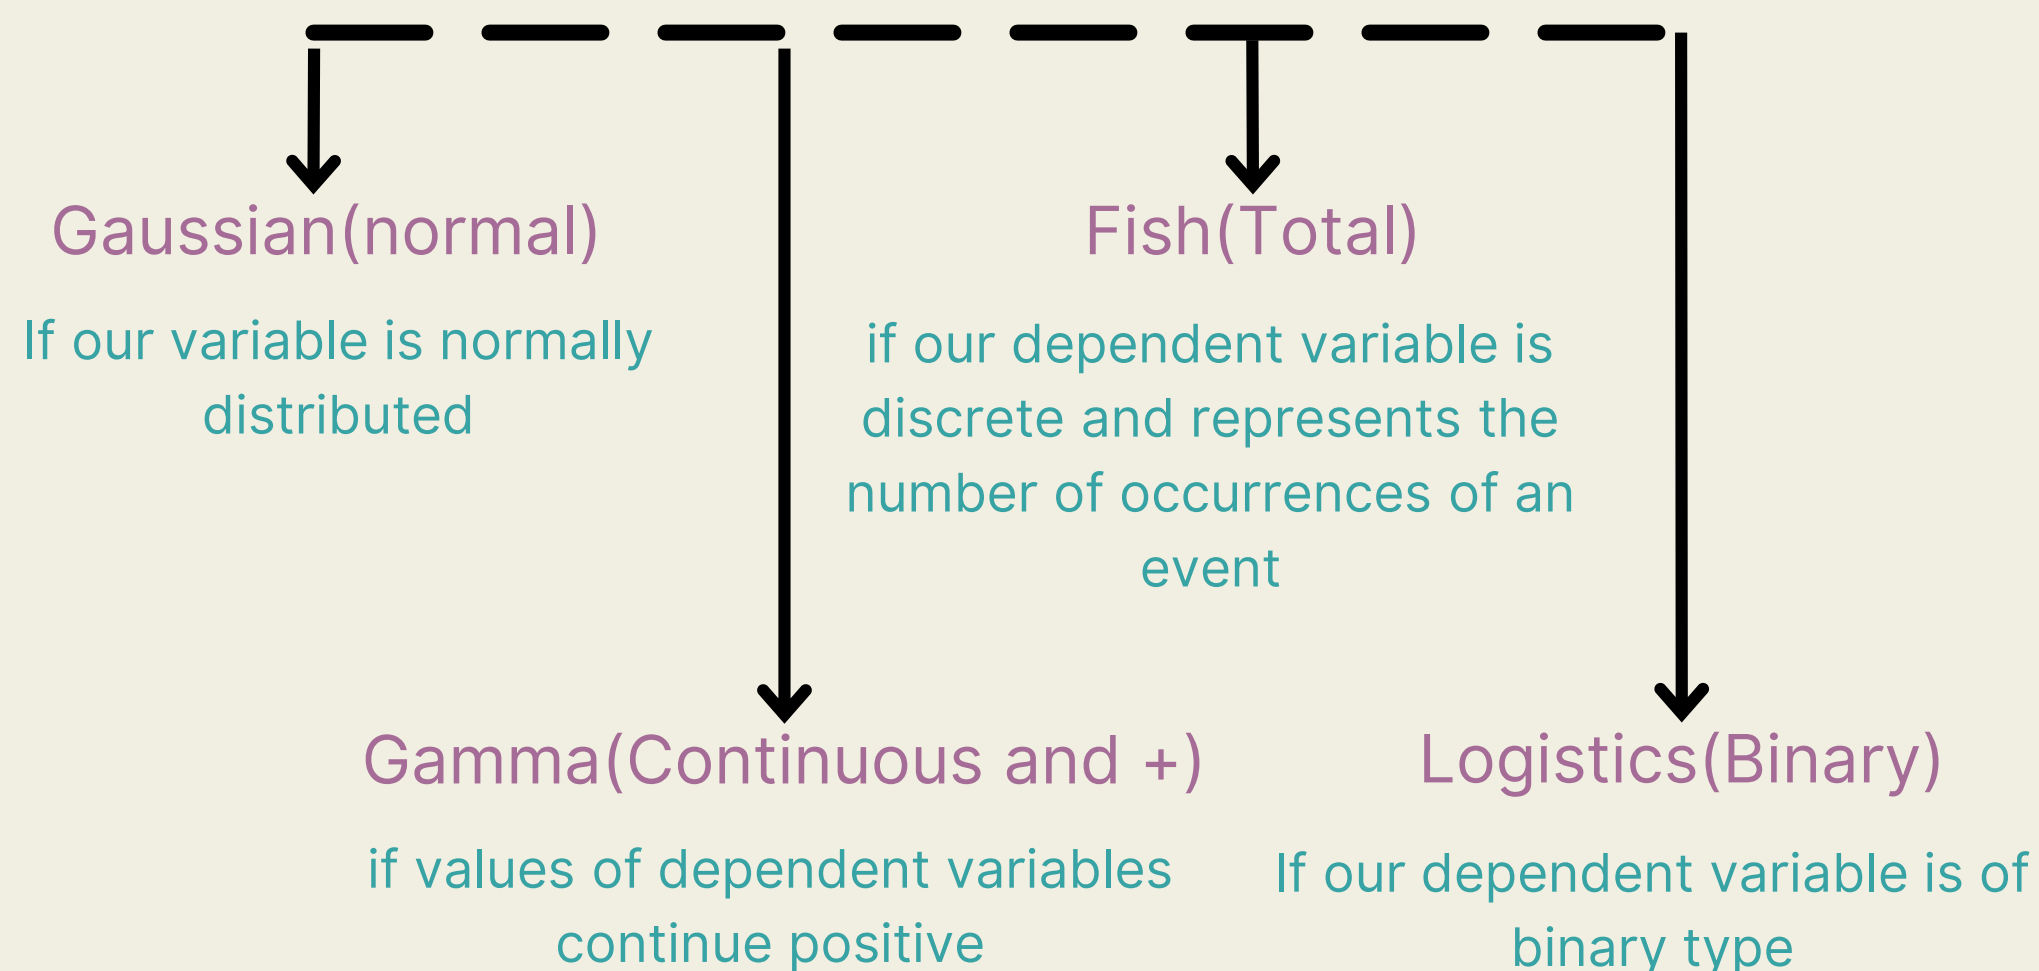 Gaussian(normal)
If our variable is normally
distributed
Fish(Total)
if our dependent variable is
discrete and represents the
number of occurrences of an
event
Gamma(Continuous and +)
if values of dependent variables
continue positive
Logistics(Binary)
If our dependent variable is of
binary type